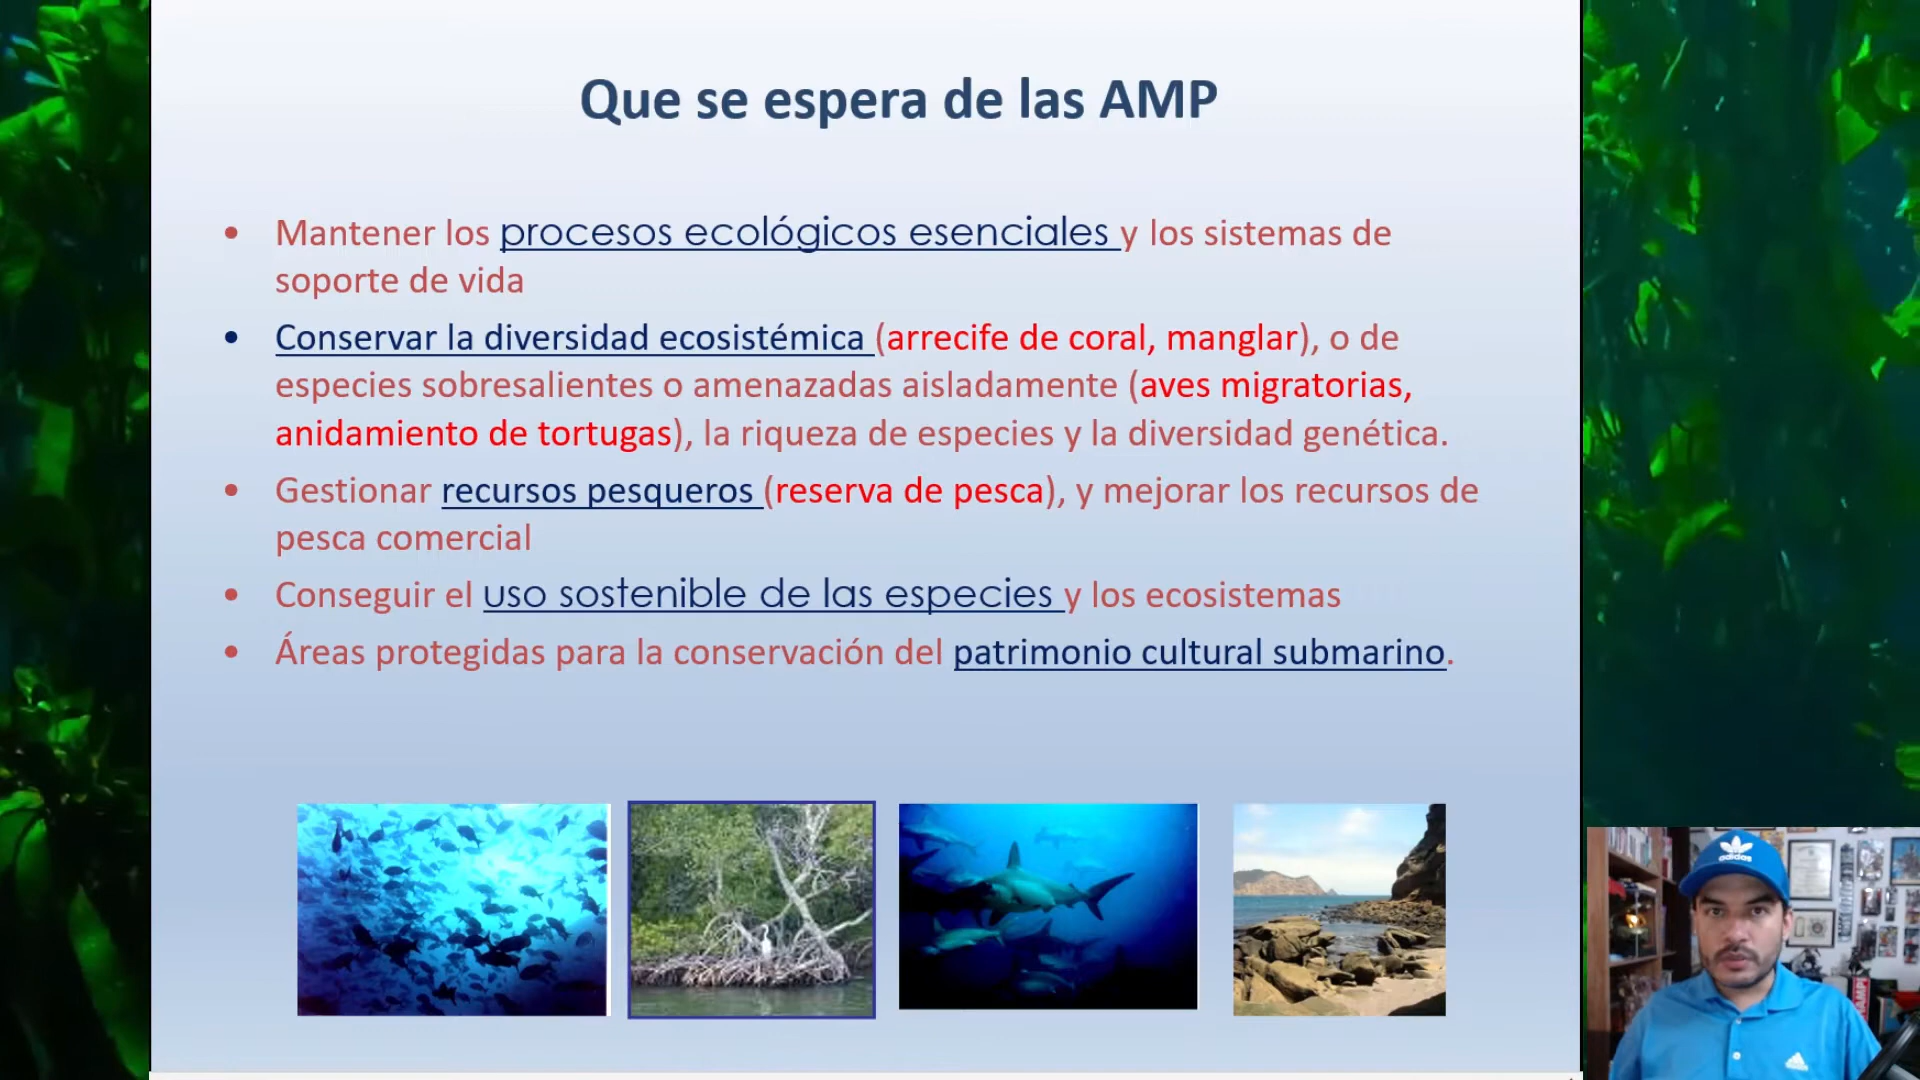 Que se espera de las AMP
• Mantener los procesos ecológicos esenciales y los sistemas de
soporte de vida
• Conservar la diversidad ecosistémica (arrecife de coral, manglar), o de
especies sobresalientes o amenazadas aisladamente (aves migratorias,
anidamiento de tortugas), la riqueza de especies y la diversidad genética.
• Gestionar recursos pesqueros (reserva de pesca), y mejorar los recursos de
pesca comercial
• Conseguir el uso sostenible de las especies y los ecosistemas
• Áreas protegidas para la conservación del patrimonio cultural submarino.
adidas